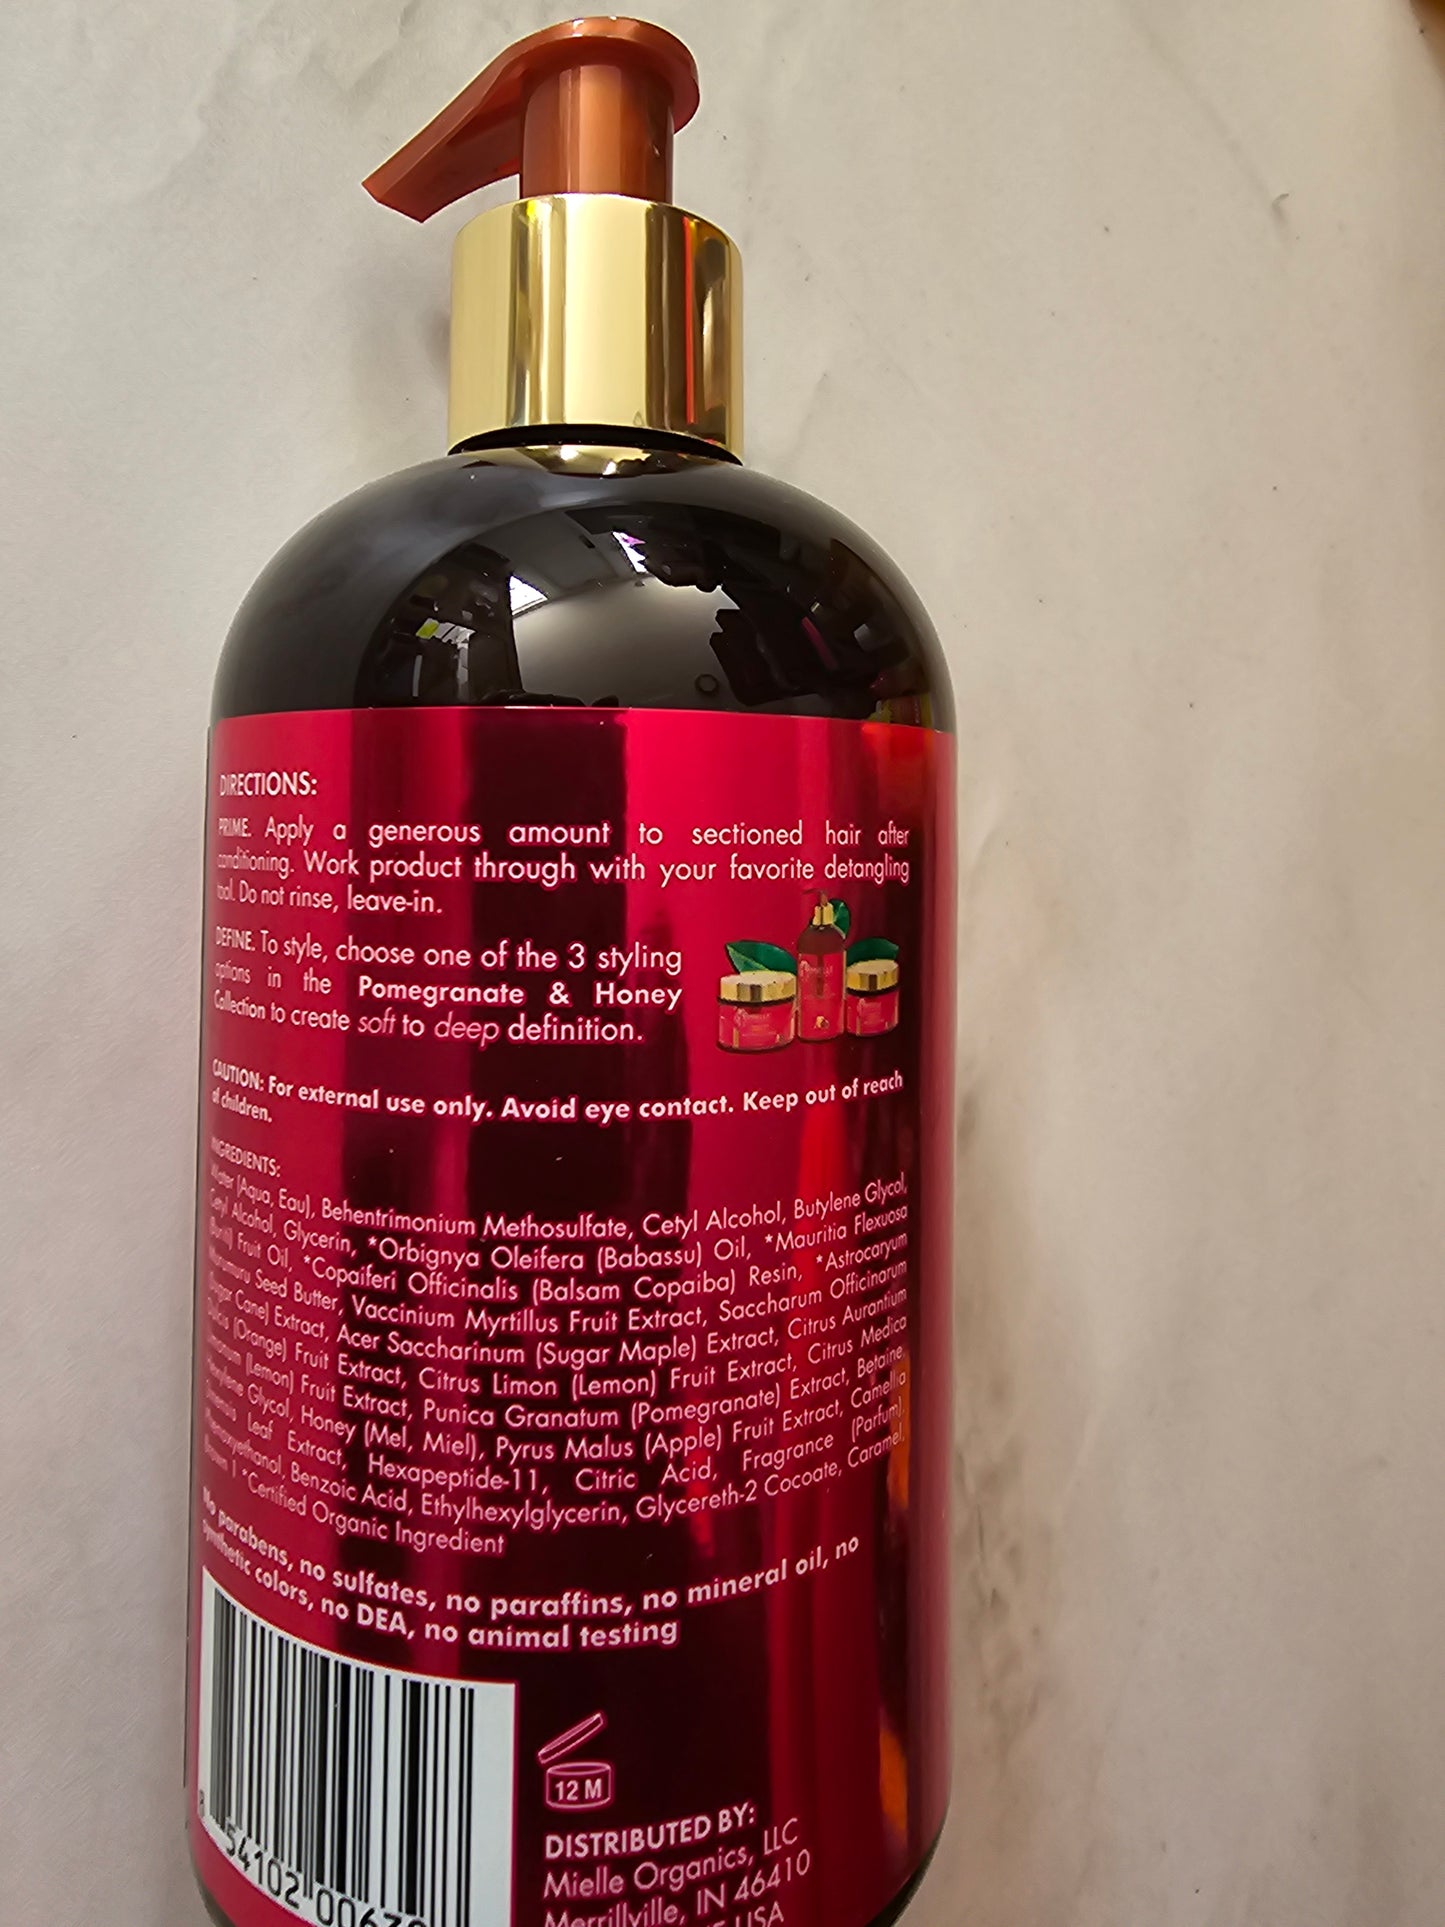 DIRECTIONS:
PRIME. Apply a generous amount to sectioned hair after
conditioning. Work product through with your favorite detangling
tool. Do not rinse, leave-in.
DEFINE. To style, choose one of the 3 styling
options in the Pomegranate & Honey
Collection to create soft to deep definition.
CAUTION: For external use only. Avoid eye contact. Keep out of reach
of children.
INGREDIENTS:
Water (Aqua, Eau), Behentrimonium Methosulfate, Cetyl Alcohol, Butylene Glycol,
Cetyl Alcohol, Glycerin, *Orbignya Oleifera (Babassu) Oil, *Mauritia Flexuosa
(Buriti) Fruit Oil, *Copaiferi Officinalis (Balsam Copaiba) Resin, *Astrocaryum
Murumuru Seed Butter, Vaccinium Myrtillus Fruit Extract, Saccharum Officinarum
(Sugar Cane) Extract, Acer Saccharinum (Sugar Maple) Extract, Citrus Aurantium
Dulcis (Orange) Fruit Extract, Citrus Limon (Lemon) Fruit Extract, Citrus Medica
Limonum (Lemon) Fruit Extract, Punica Granatum (Pomegranate) Extract, Betaine,
Hexylene Glycol, Honey (Mel, Miel), Pyrus Malus (Apple) Fruit Extract, Camellia
Sinensis Leaf Extract, Hexapeptide-11, Citric Acid, Fragrance (Parfum),
Phenoxyethanol, Benzoic Acid, Ethylhexylglycerin, Glycereth-2 Cocoate, Caramel,
1 *Certified Organic Ingredient
No parabens, no sulfates, no paraffins, no mineral oil, no
synthetic colors, no DEA, no animal testing
12 M
8 54102 00638
DISTRIBUTED BY:
Mielle Organics, LLC
Merrillville, IN 46410
USA